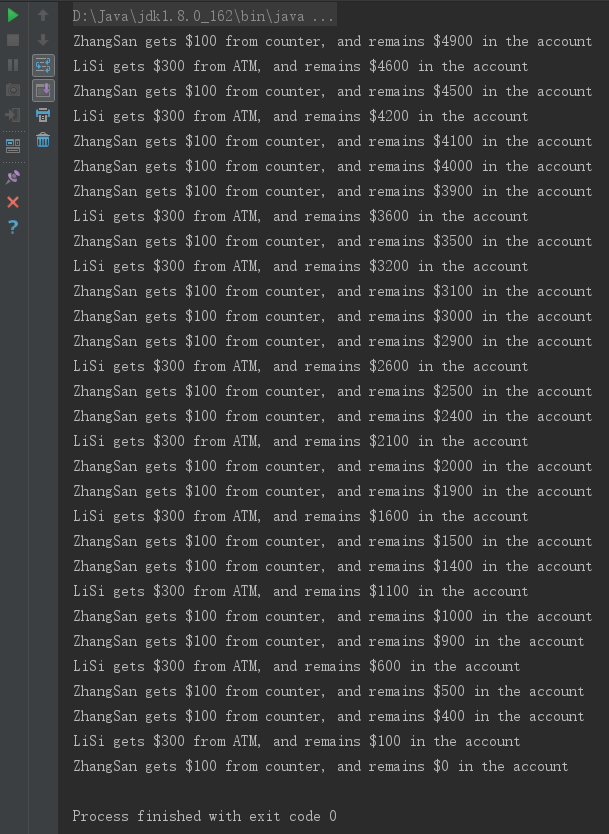 D:\Java\jdk1.8.0_162\bin\java ...
ZhangSan gets $100 from counter, and remains $4900 in the account
LiSi gets $300 from ATM, and remains $4600 in the account
ZhangSan gets $100 from counter, and remains $4500 in the account
LiSi gets $300 from ATM, and remains $4200 in the account
ZhangSan gets $100 from counter, and remains $4100 in the account
ZhangSan gets $100 from counter, and remains $4000 in the account
ZhangSan gets $100 from counter, and remains $3900 in the account
LiSi gets $300 from ATM, and remains $3600 in the account
ZhangSan gets $100 from counter, and remains $3500 in the account
LiSi gets $300 from ATM, and remains $3200 in the account
ZhangSan gets $100 from counter, and remains $3100 in the account
ZhangSan gets $100 from counter, and remains $3000 in the account
ZhangSan gets $100 from counter, and remains $2900 in the account
LiSi gets $300 from ATM, and remains $2600 in the account
ZhangSan gets $100 from counter, and remains $2500 in the account
ZhangSan gets $100 from counter, and remains $2400 in the account
LiSi gets $300 from ATM, and remains $2100 in the account
ZhangSan gets $100 from counter, and remains $2000 in the account
ZhangSan gets $100 from counter, and remains $1900 in the account
LiSi gets $300 from ATM, and remains $1600 in the account
ZhangSan gets $100 from counter, and remains $1500 in the account
ZhangSan gets $100 from counter, and remains $1400 in the account
LiSi gets $300 from ATM, and remains $1100 in the account
ZhangSan gets $100 from counter, and remains $1000 in the account
ZhangSan gets $100 from counter, and remains $900 in the account
LiSi gets $300 from ATM, and remains $600 in the account
ZhangSan gets $100 from counter, and remains $500 in the account
ZhangSan gets $100 from counter, and remains $400 in the account
LiSi gets $300 from ATM, and remains $100 in the account
ZhangSan gets $100 from counter, and remains $0 in the account
Process finished with exit code 0